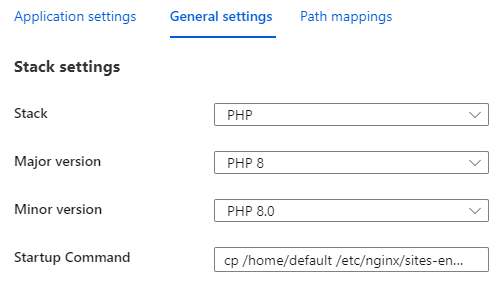 Application settings General settings Path mappings
Stack settings
Stack PHP
Major version PHP 8
Minor version PHP 8.0
Startup Command cp /home/default /etc/nginx/sites-en...